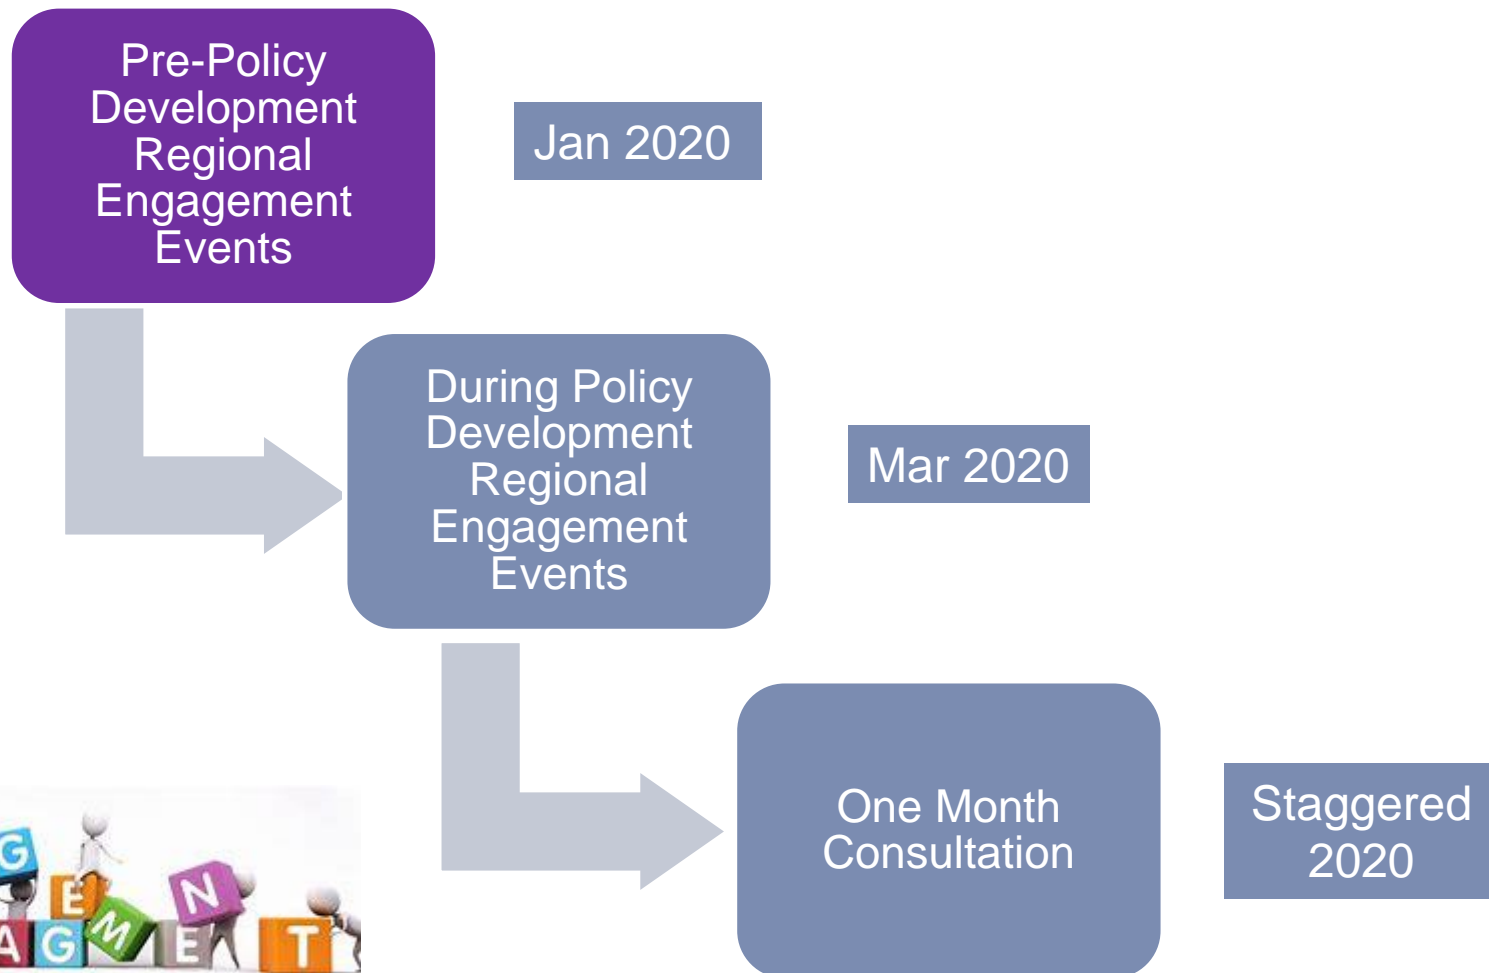 Pre-Policy
Development
Regional
Engagement
Events
Jan 2020
During Policy
Development
Regional
Engagement
Events
Mar 2020
One Month
Consultation
Staggered
2020
G
E
N
A G M E T